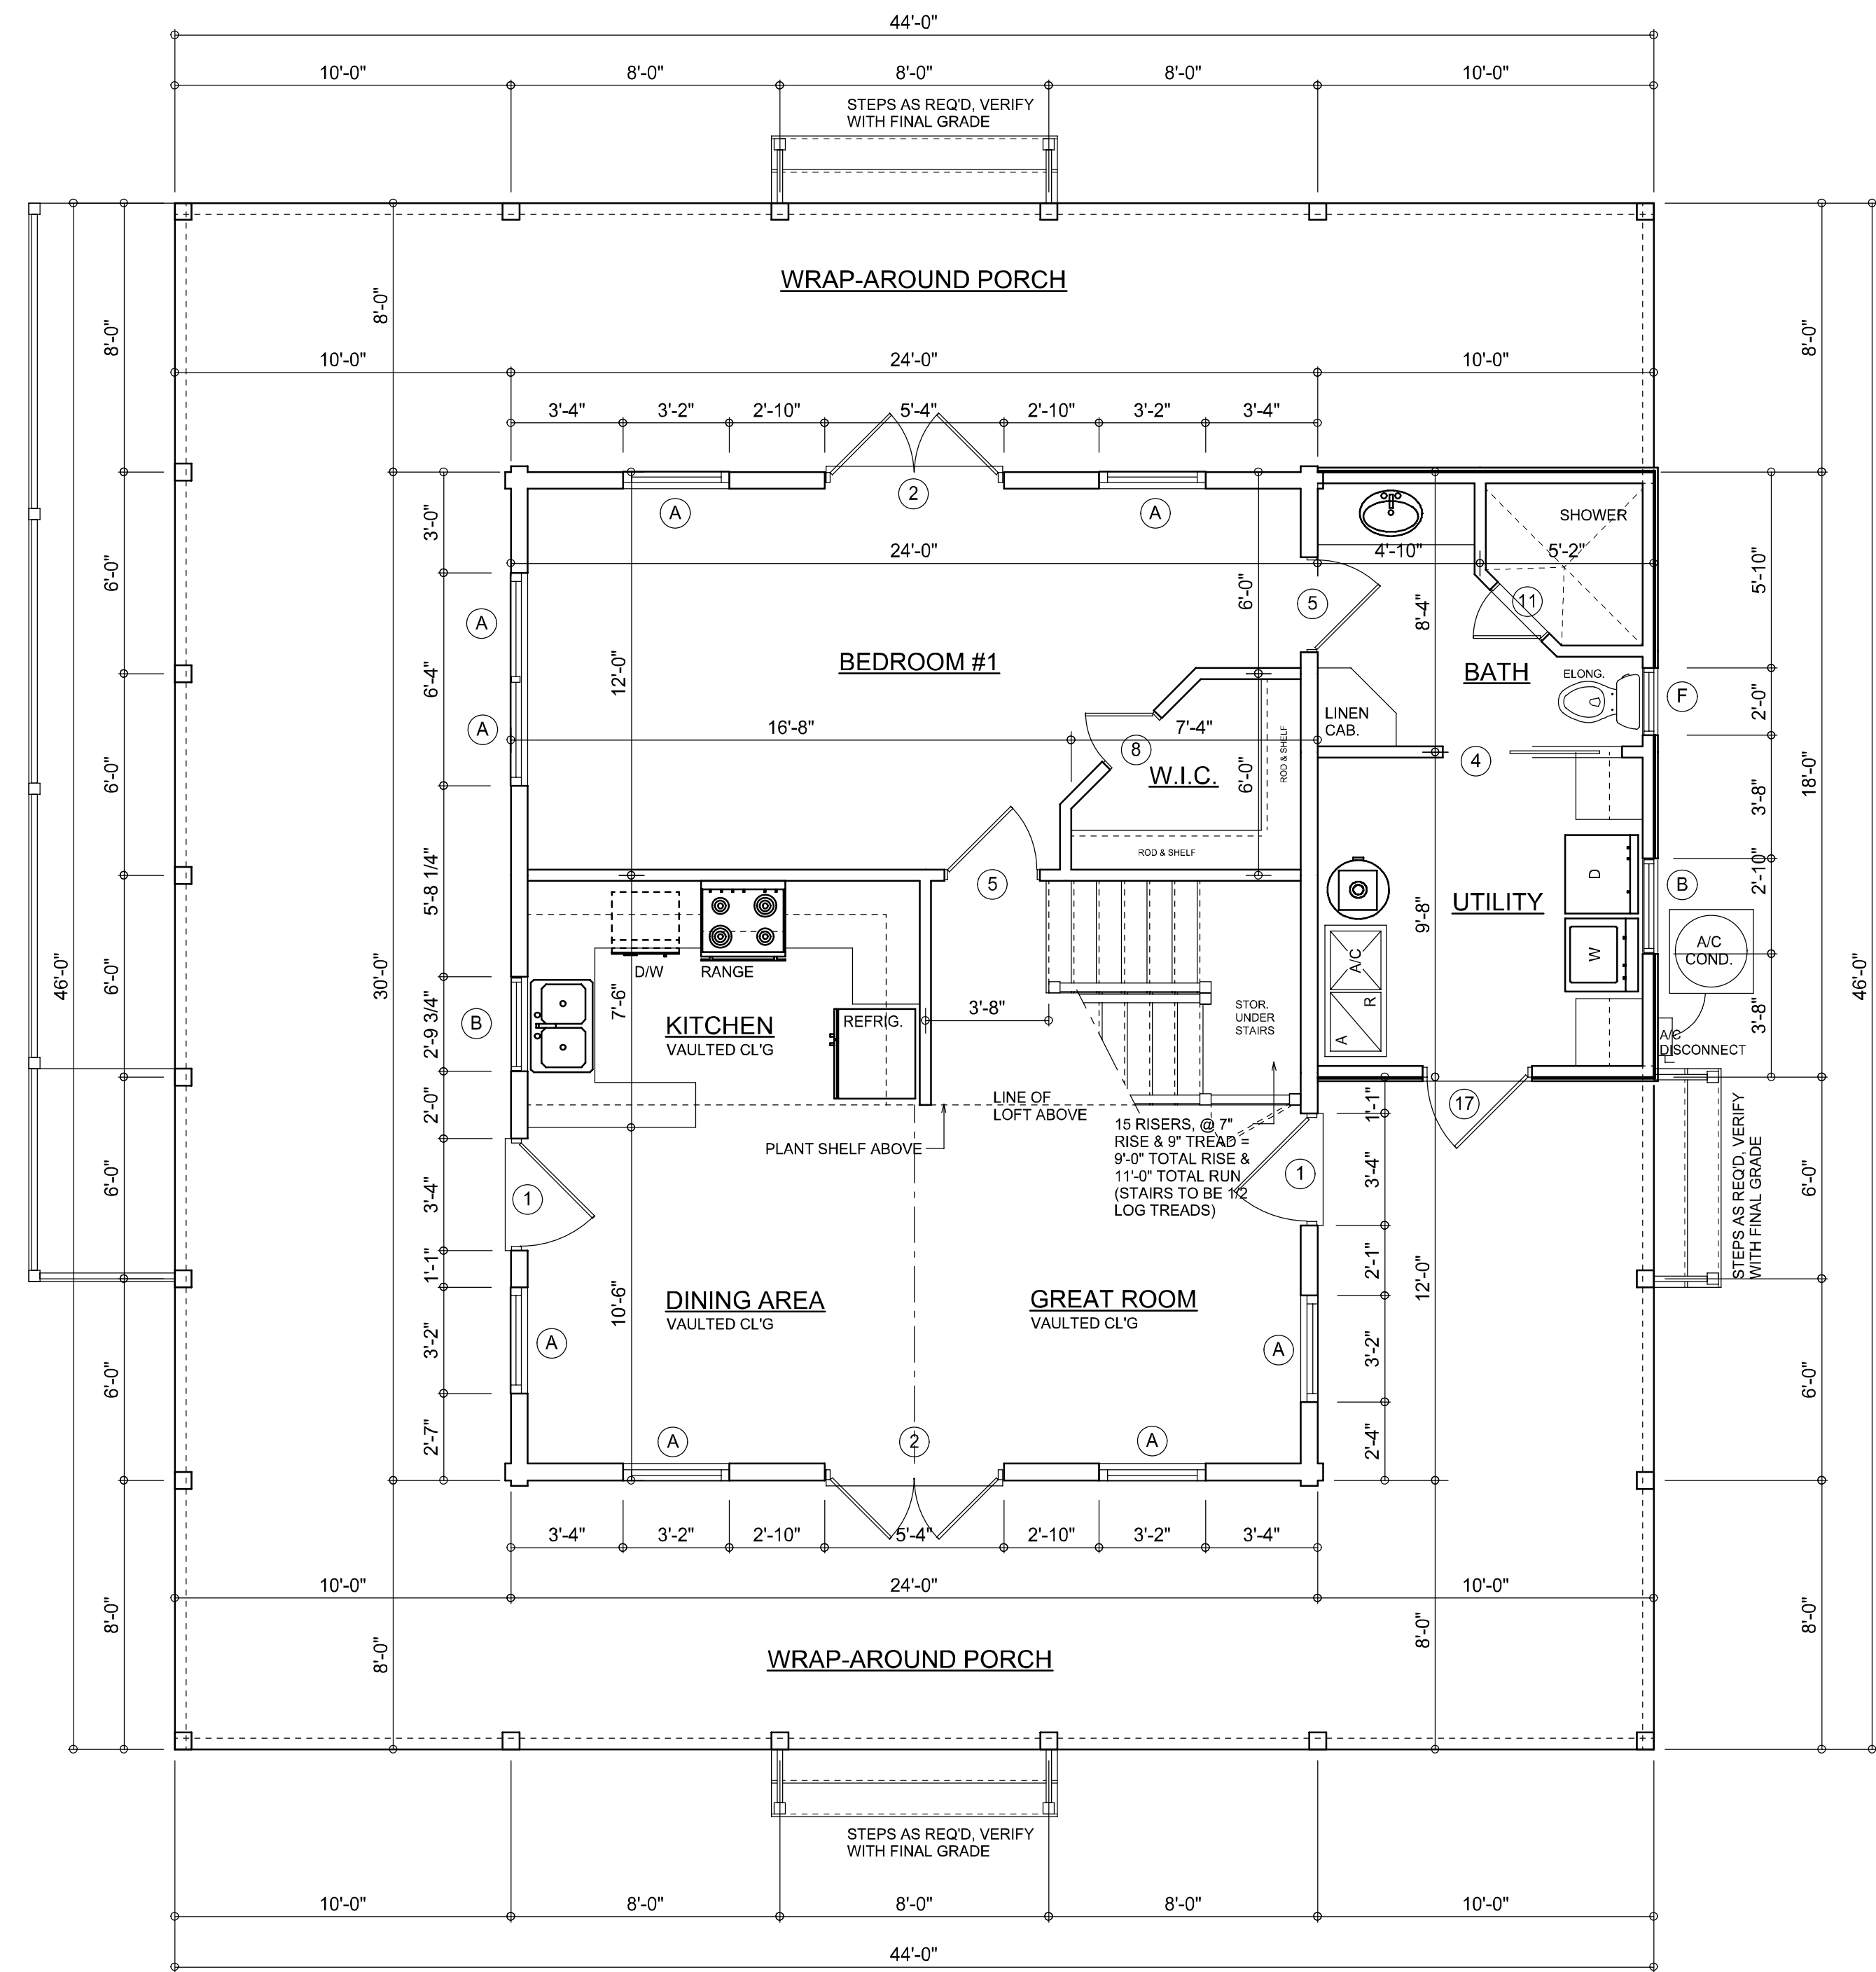 44'-0"
10'-0" 8'-0" 8'-0" 8'-0" 10'-0"
STEPS AS REQ'D, VERIFY
WITH FINAL GRADE
WRAP-AROUND PORCH
8'-0" 8'-0" 8'-0"
10'-0" 24'-0" 10'-0"
3'-4" 3'-2" 2'-10" 5'-4" 2'-10" 3'-2" 3'-4"
2
A A
SHOWER
3'-0"
24'-0" 4'-10" 5'-2"
6'-0" 6'-0" 5'-10"
A 5 8'-4" 11
BEDROOM #1
12'-0"
6'-4"
BATH
ELONG.
F 2'-0"
A
16'-8" 7'-4"
LINEN
CAB.
8
W.I.C.
ROD & SHELF
6'-0" 6'-0"
4
3'-8" 18'-0"
ROD & SHELF
5'-8 1/4"
5
D
B 2'-10"
UTILITY
9'-8"
A/C
COND.
W
D/W RANGE
A/C
R
A
46'-0" 6'-0" 30'-0" 46'-0"
7'-6"
3'-8"
STOR.
UNDER
STAIRS
B 2'-9 3/4"
REFRIG.
KITCHEN
VAULTED CL'G
3'-8"
A/C
DISCONNECT
2'-0"
LINE OF
LOFT ABOVE
1'-1"
17
PLANT SHELF ABOVE
15 RISERS, @ 7"
RISE & 9" TREAD =
9'-0" TOTAL RISE &
11'-0" TOTAL RUN
(STAIRS TO BE 1/2
LOG TREADS)
STEPS AS REQ'D, VERIFY
WITH FINAL GRADE
6'-0" 3'-4" 1 1 3'-4" 6'-0"
1'-1" 2'-1" 12'-0"
10'-6"
DINING AREA
VAULTED CL'G
GREAT ROOM
VAULTED CL'G
6'-0" 3'-2" A A 3'-2" 6'-0"
2'-7" A 2 A 2'-4"
3'-4" 3'-2" 2'-10" 5'-4" 2'-10" 3'-2" 3'-4"
10'-0" 24'-0" 10'-0"
8'-0" 8'-0" 8'-0" 8'-0"
WRAP-AROUND PORCH
STEPS AS REQ'D, VERIFY
WITH FINAL GRADE
10'-0" 8'-0" 8'-0" 8'-0" 10'-0"
44'-0"